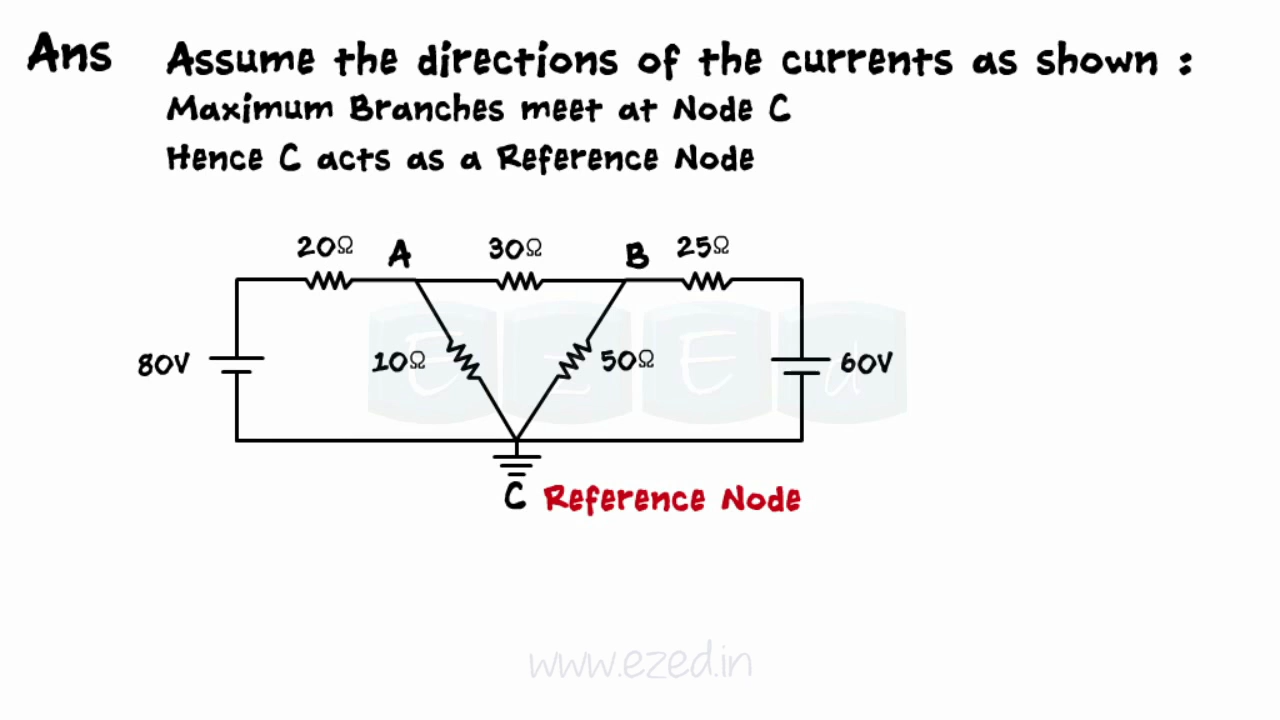 Ans Assume the directions of the currents as shown :
Maximum Branches meet at Node C
Hence C acts as a Reference Node
20Ω A 30Ω B 25Ω
80V 10Ω 50Ω 60V
EzEd
C Reference Node
www.ezed.in